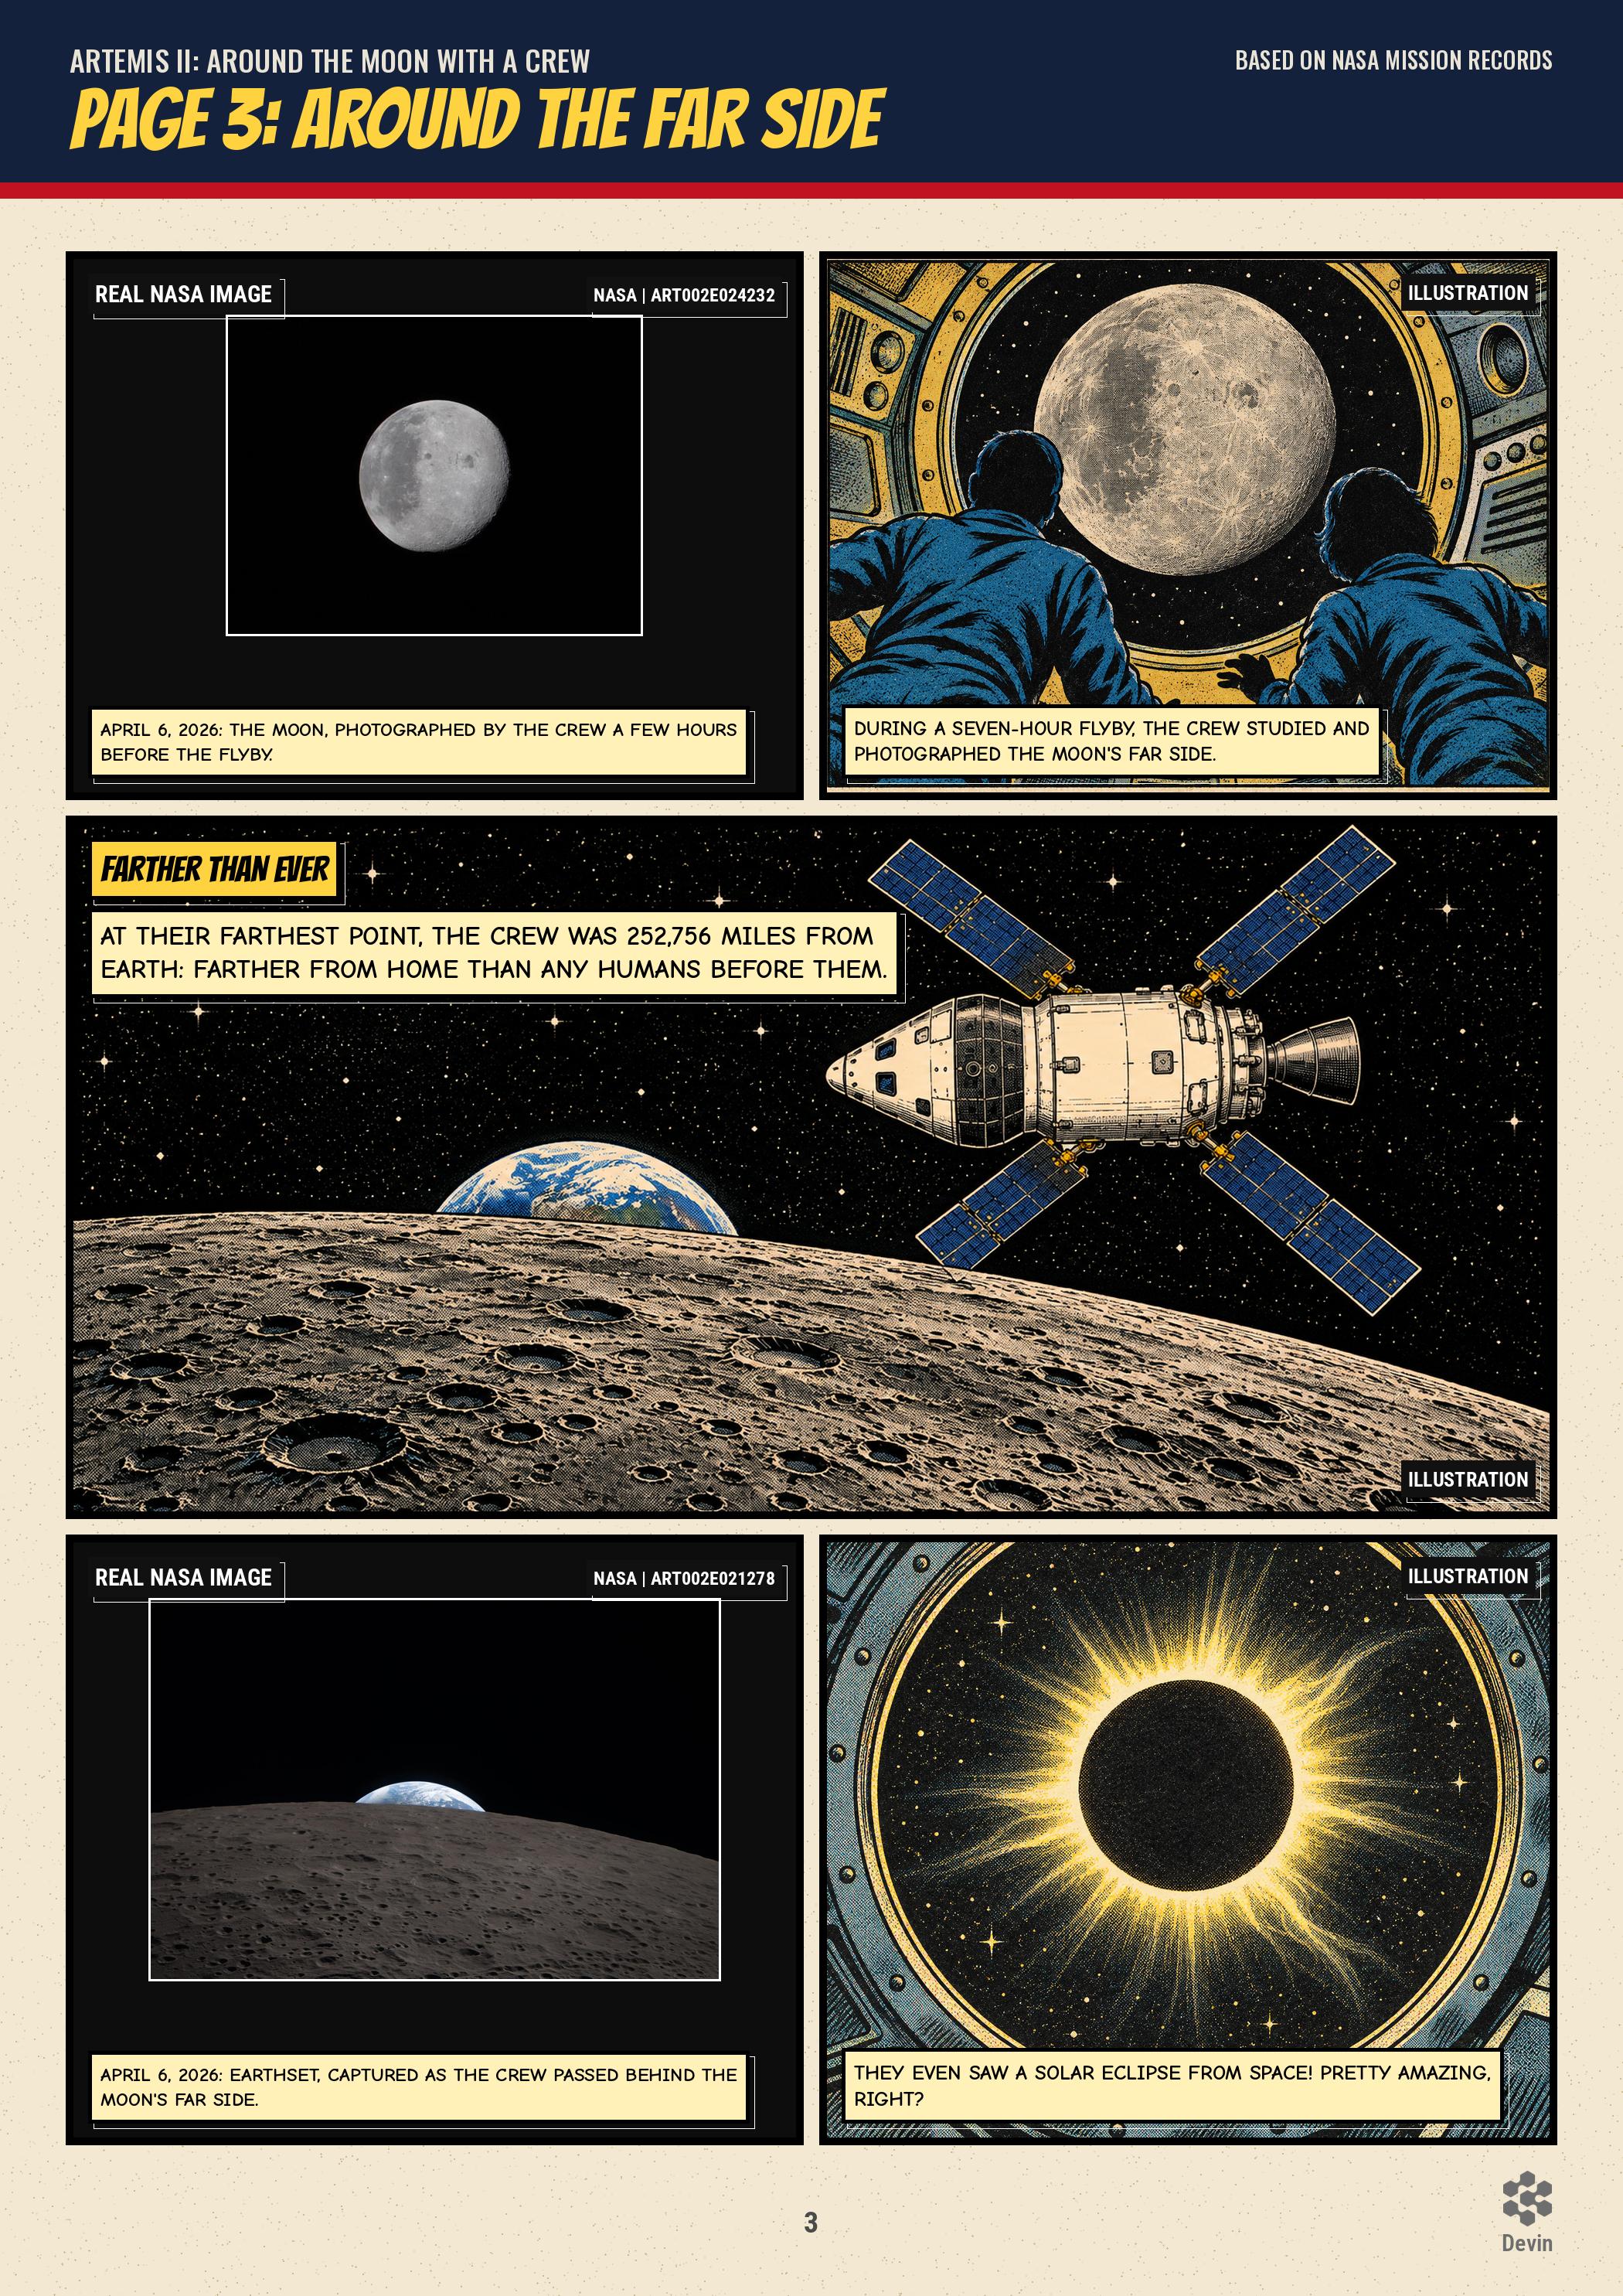 ARTEMIS II: AROUND THE MOON WITH A CREW
BASED ON NASA MISSION RECORDS
PAGE 3: AROUND THE FAR SIDE
REAL NASA IMAGE
NASA | ART002E024232
APRIL 6, 2026: THE MOON, PHOTOGRAPHED BY THE CREW A FEW HOURS
BEFORE THE FLYBY.
ILLUSTRATION
DURING A SEVEN-HOUR FLYBY, THE CREW STUDIED AND
PHOTOGRAPHED THE MOON'S FAR SIDE.
FARTHER THAN EVER
AT THEIR FARTHEST POINT, THE CREW WAS 252,756 MILES FROM
EARTH: FARTHER FROM HOME THAN ANY HUMANS BEFORE THEM.
ILLUSTRATION
REAL NASA IMAGE
NASA | ART002E021278
APRIL 6, 2026: EARTHSET, CAPTURED AS THE CREW PASSED BEHIND THE
MOON'S FAR SIDE.
ILLUSTRATION
THEY EVEN SAW A SOLAR ECLIPSE FROM SPACE! PRETTY AMAZING,
RIGHT?
3
Devin